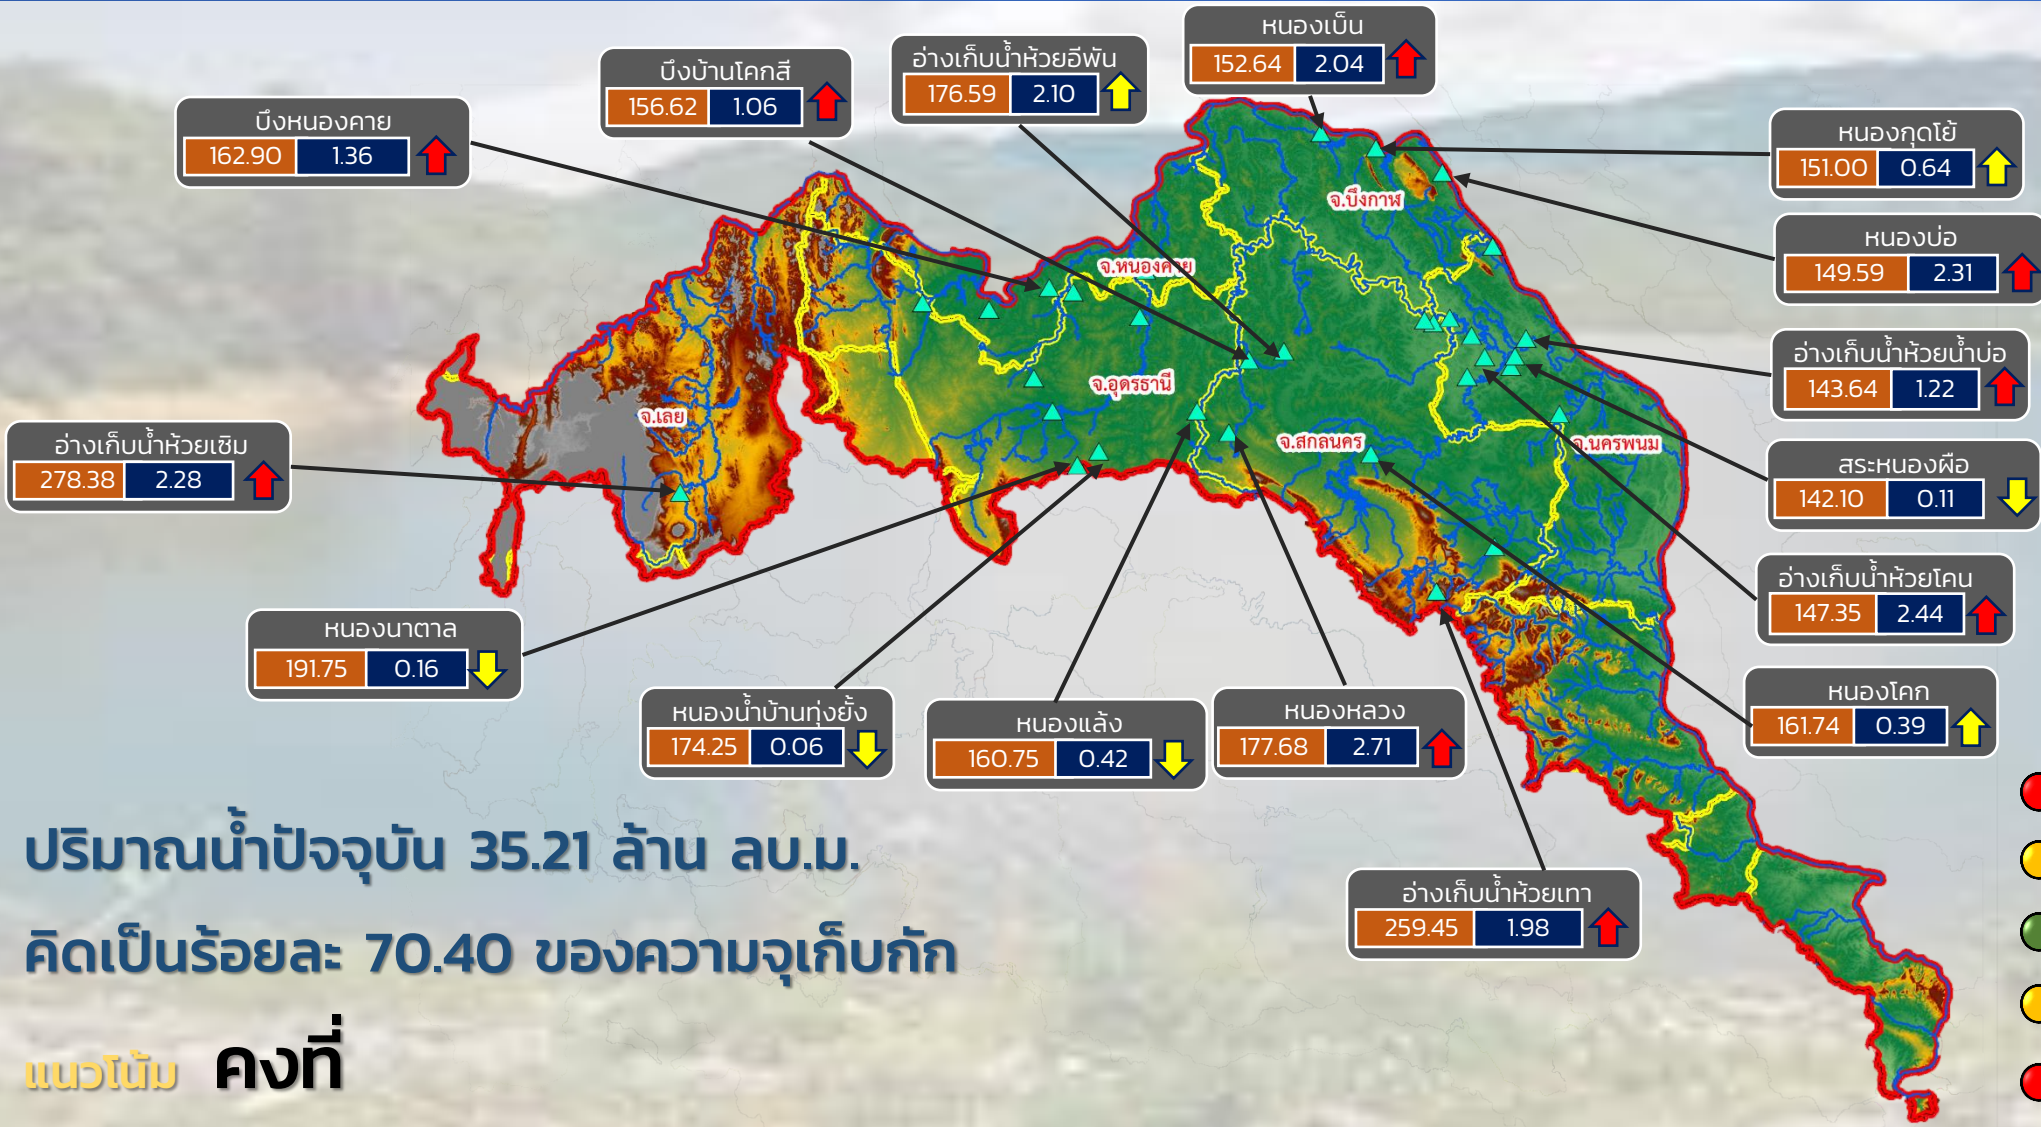 หนองเบ็น
152.64 2.04
อ่างเก็บน้ำห้วยอีพัน
176.59 2.10
บึงบ้านโคกสี
156.62 1.06
บึงหนองคาย
162.90 1.36
หนองกุดโย้
151.00 0.64
จ.บึงกาฬ
หนองบ่อ
149.59 2.31
จ.หนองคาย
อ่างเก็บน้ำห้วยน้ำบ่อ
143.64 1.22
จ.อุดรธานี
จ.เลย
จ.สกลนคร
จ.นครพนม
อ่างเก็บน้ำห้วยเซิม
278.38 2.28
สระหนองผือ
142.10 0.11
อ่างเก็บน้ำห้วยโคน
147.35 2.44
หนองนาตาล
191.75 0.16
หนองน้ำบ้านทุ่งยั้ง
174.25 0.06
หนองแล้ง
160.75 0.42
หนองหลวง
177.68 2.71
หนองโคก
161.74 0.39
อ่างเก็บน้ำห้วยเทา
259.45 1.98
ปริมาณน้ำปัจจุบัน 35.21 ล้าน ลบ.ม.
คิดเป็นร้อยละ 70.40 ของความจุเก็บกัก
แนวโน้ม คงที่